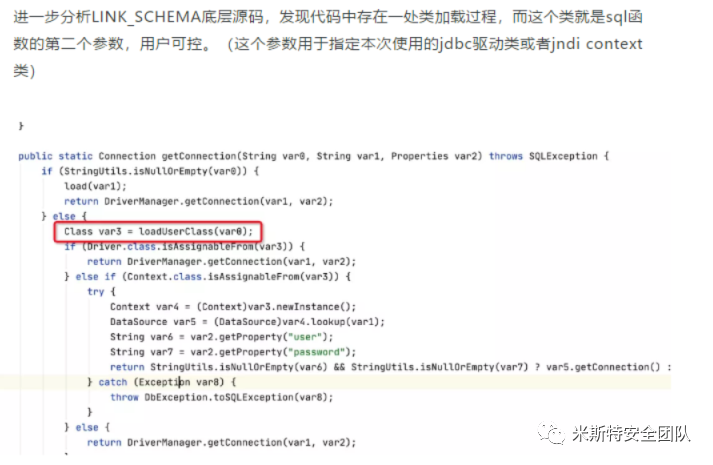 进一步分析LINK_SCHEMA底层源码，发现代码中存在一处类加载过程，而这个类就是sql函
数的第二个参数，用户可控。（这个参数用于指定本次使用的jdbc驱动类或者jndi context
类）
}
public static Connection getConnection(String var0, String var1, Properties var2) throws SQLException {
if (StringUtils.isNullOrEmpty(var0)) {
load(var1);
return DriverManager.getConnection(var1, var2);
} else {
Class var3 = loadUserClass(var0);
if (Driver.class.isAssignableFrom(var3)) {
return DriverManager.getConnection(var1, var2);
} else if (Context.class.isAssignableFrom(var3)) {
try {
Context var4 = (Context)var3.newInstance();
DataSource var5 = (DataSource)var4.lookup(var1);
String var6 = var2.getProperty("user");
String var7 = var2.getProperty("password");
return StringUtils.isNullOrEmpty(var6) && StringUtils.isNullOrEmpty(var7) ? var5.getConnection() :
} catch (Exception var8) {
throw DbException.toSQLException(var8);
}
} else {
return DriverManager.getConnection(var1, var2);
米斯特安全团队